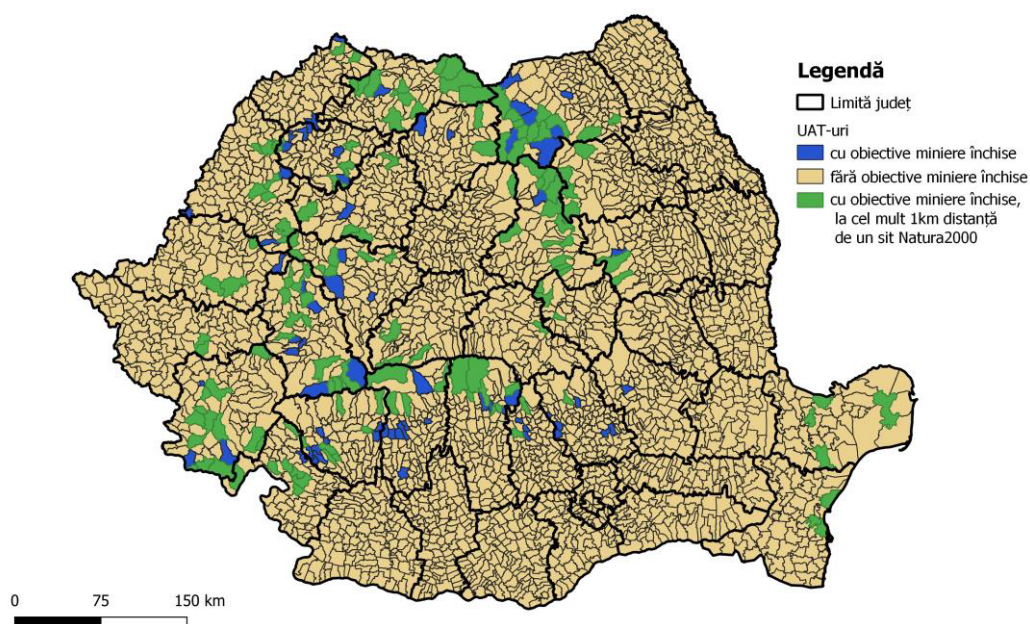 Legendă
Limită județ
UAT-uri
cu obiective miniere închise
fără obiective miniere închise
cu obiective miniere închise,
la cel mult 1km distanță
de un sit Natura2000
0 75 150 km